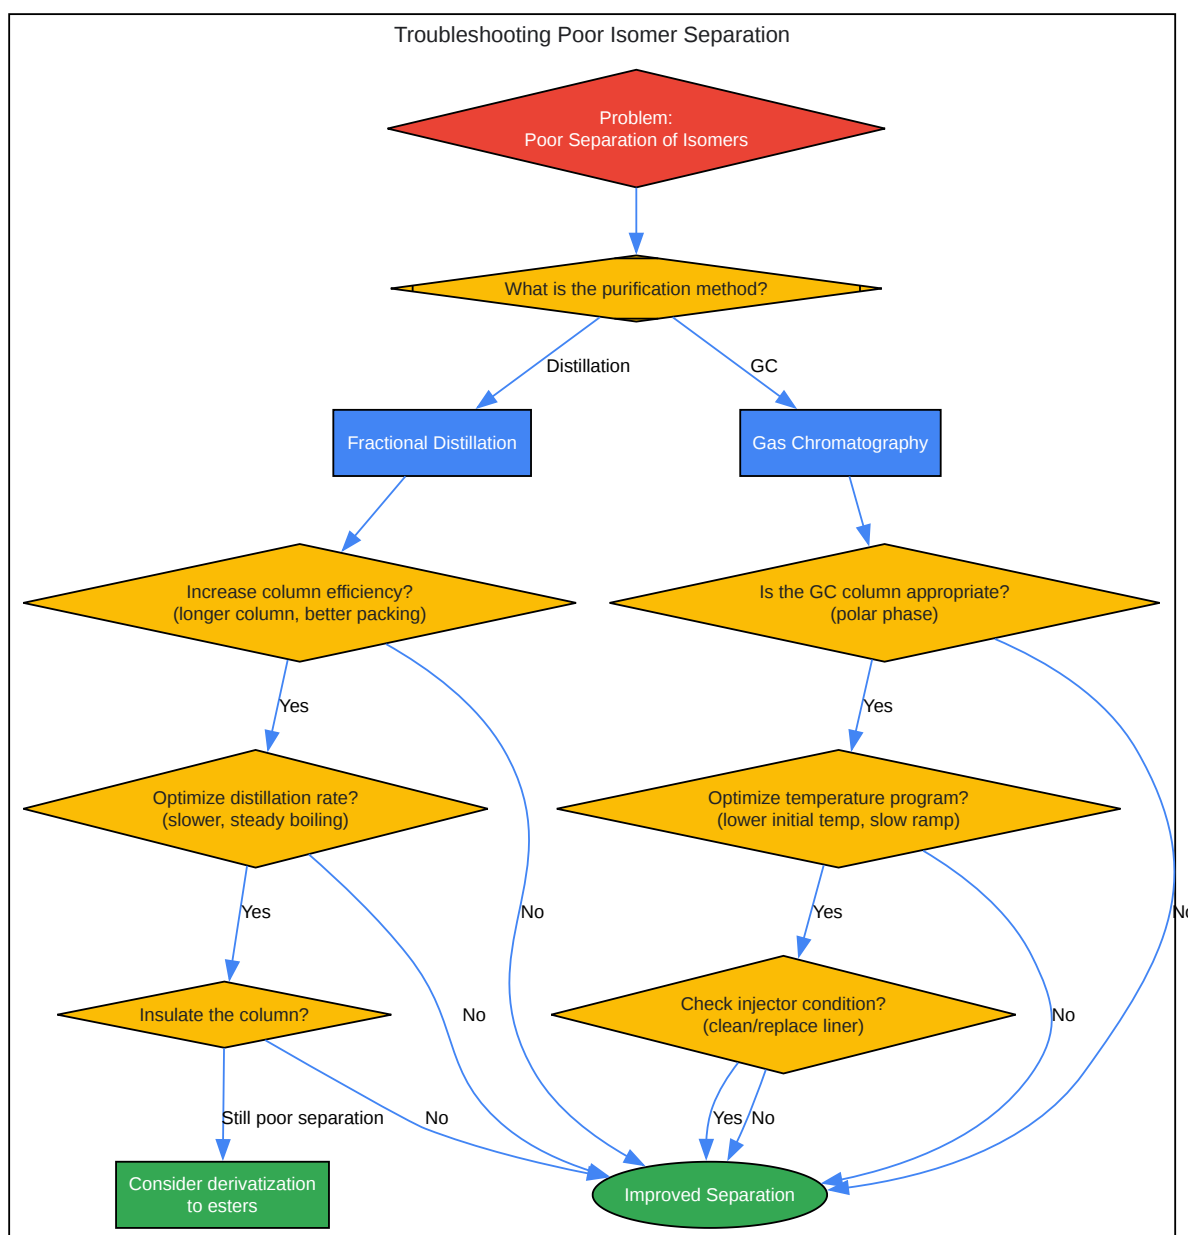 Troubleshooting Poor Isomer Separation
Problem:
Poor Separation of Isomers
What is the purification method?
Distillation
GC
Fractional Distillation
Gas Chromatography
Increase column efficiency?
(longer column, better packing)
Is the GC column appropriate?
(polar phase)
Yes
Yes
Optimize distillation rate?
(slower, steady boiling)
Optimize temperature program?
(lower initial temp, slow ramp)
Yes
No
Yes
No
Insulate the column?
No
Check injector condition?
(clean/replace liner)
No
Still poor separation
No
Yes
No
Consider derivatization
to esters
Improved Separation